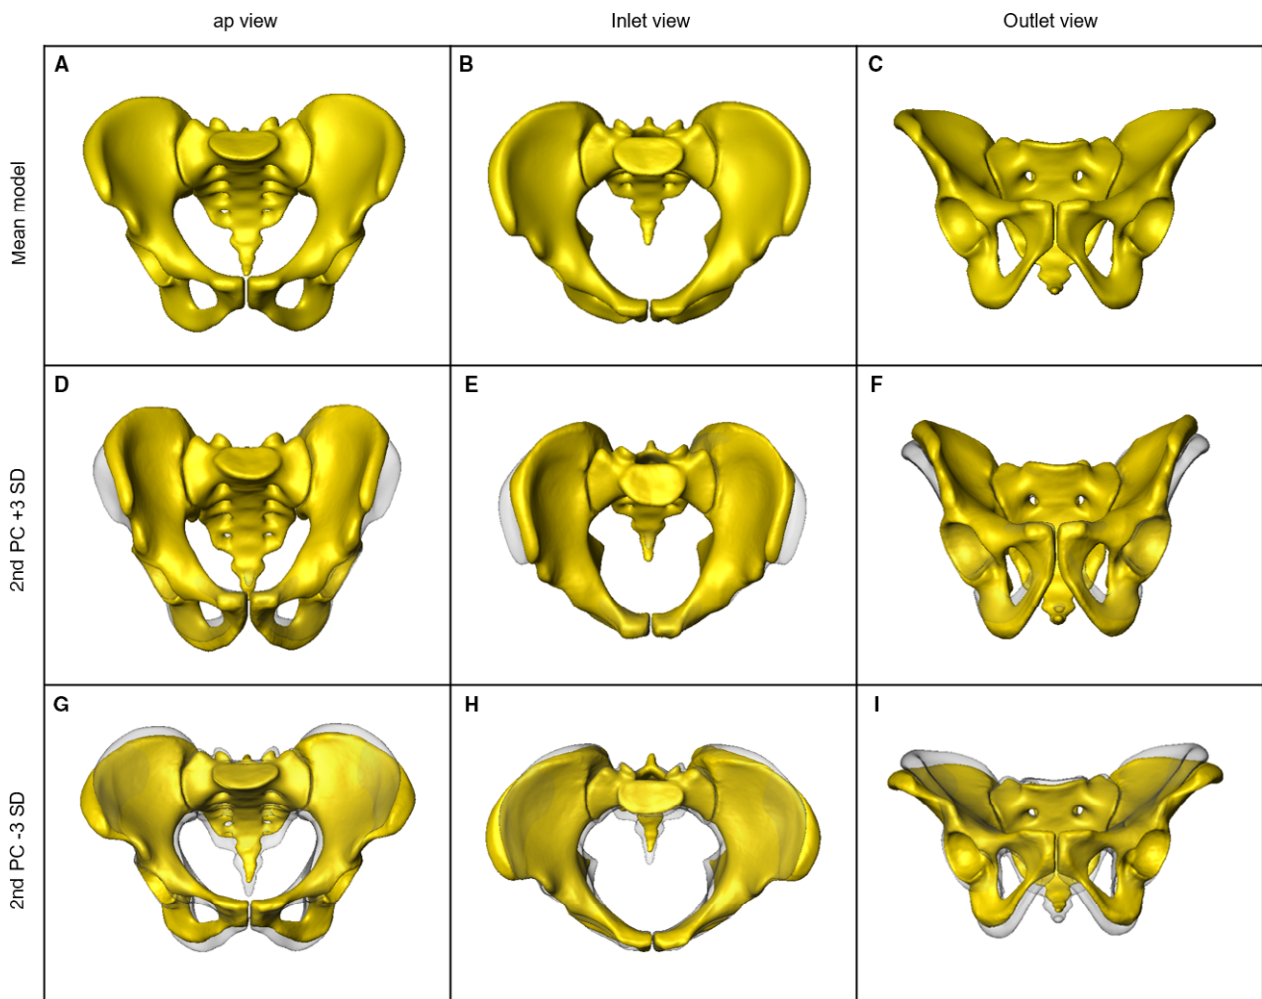 ap view
Inlet view
Outlet view
Mean model
A
B
C
2nd PC +3 SD
D
E
F
2nd PC -3 SD
G
H
I